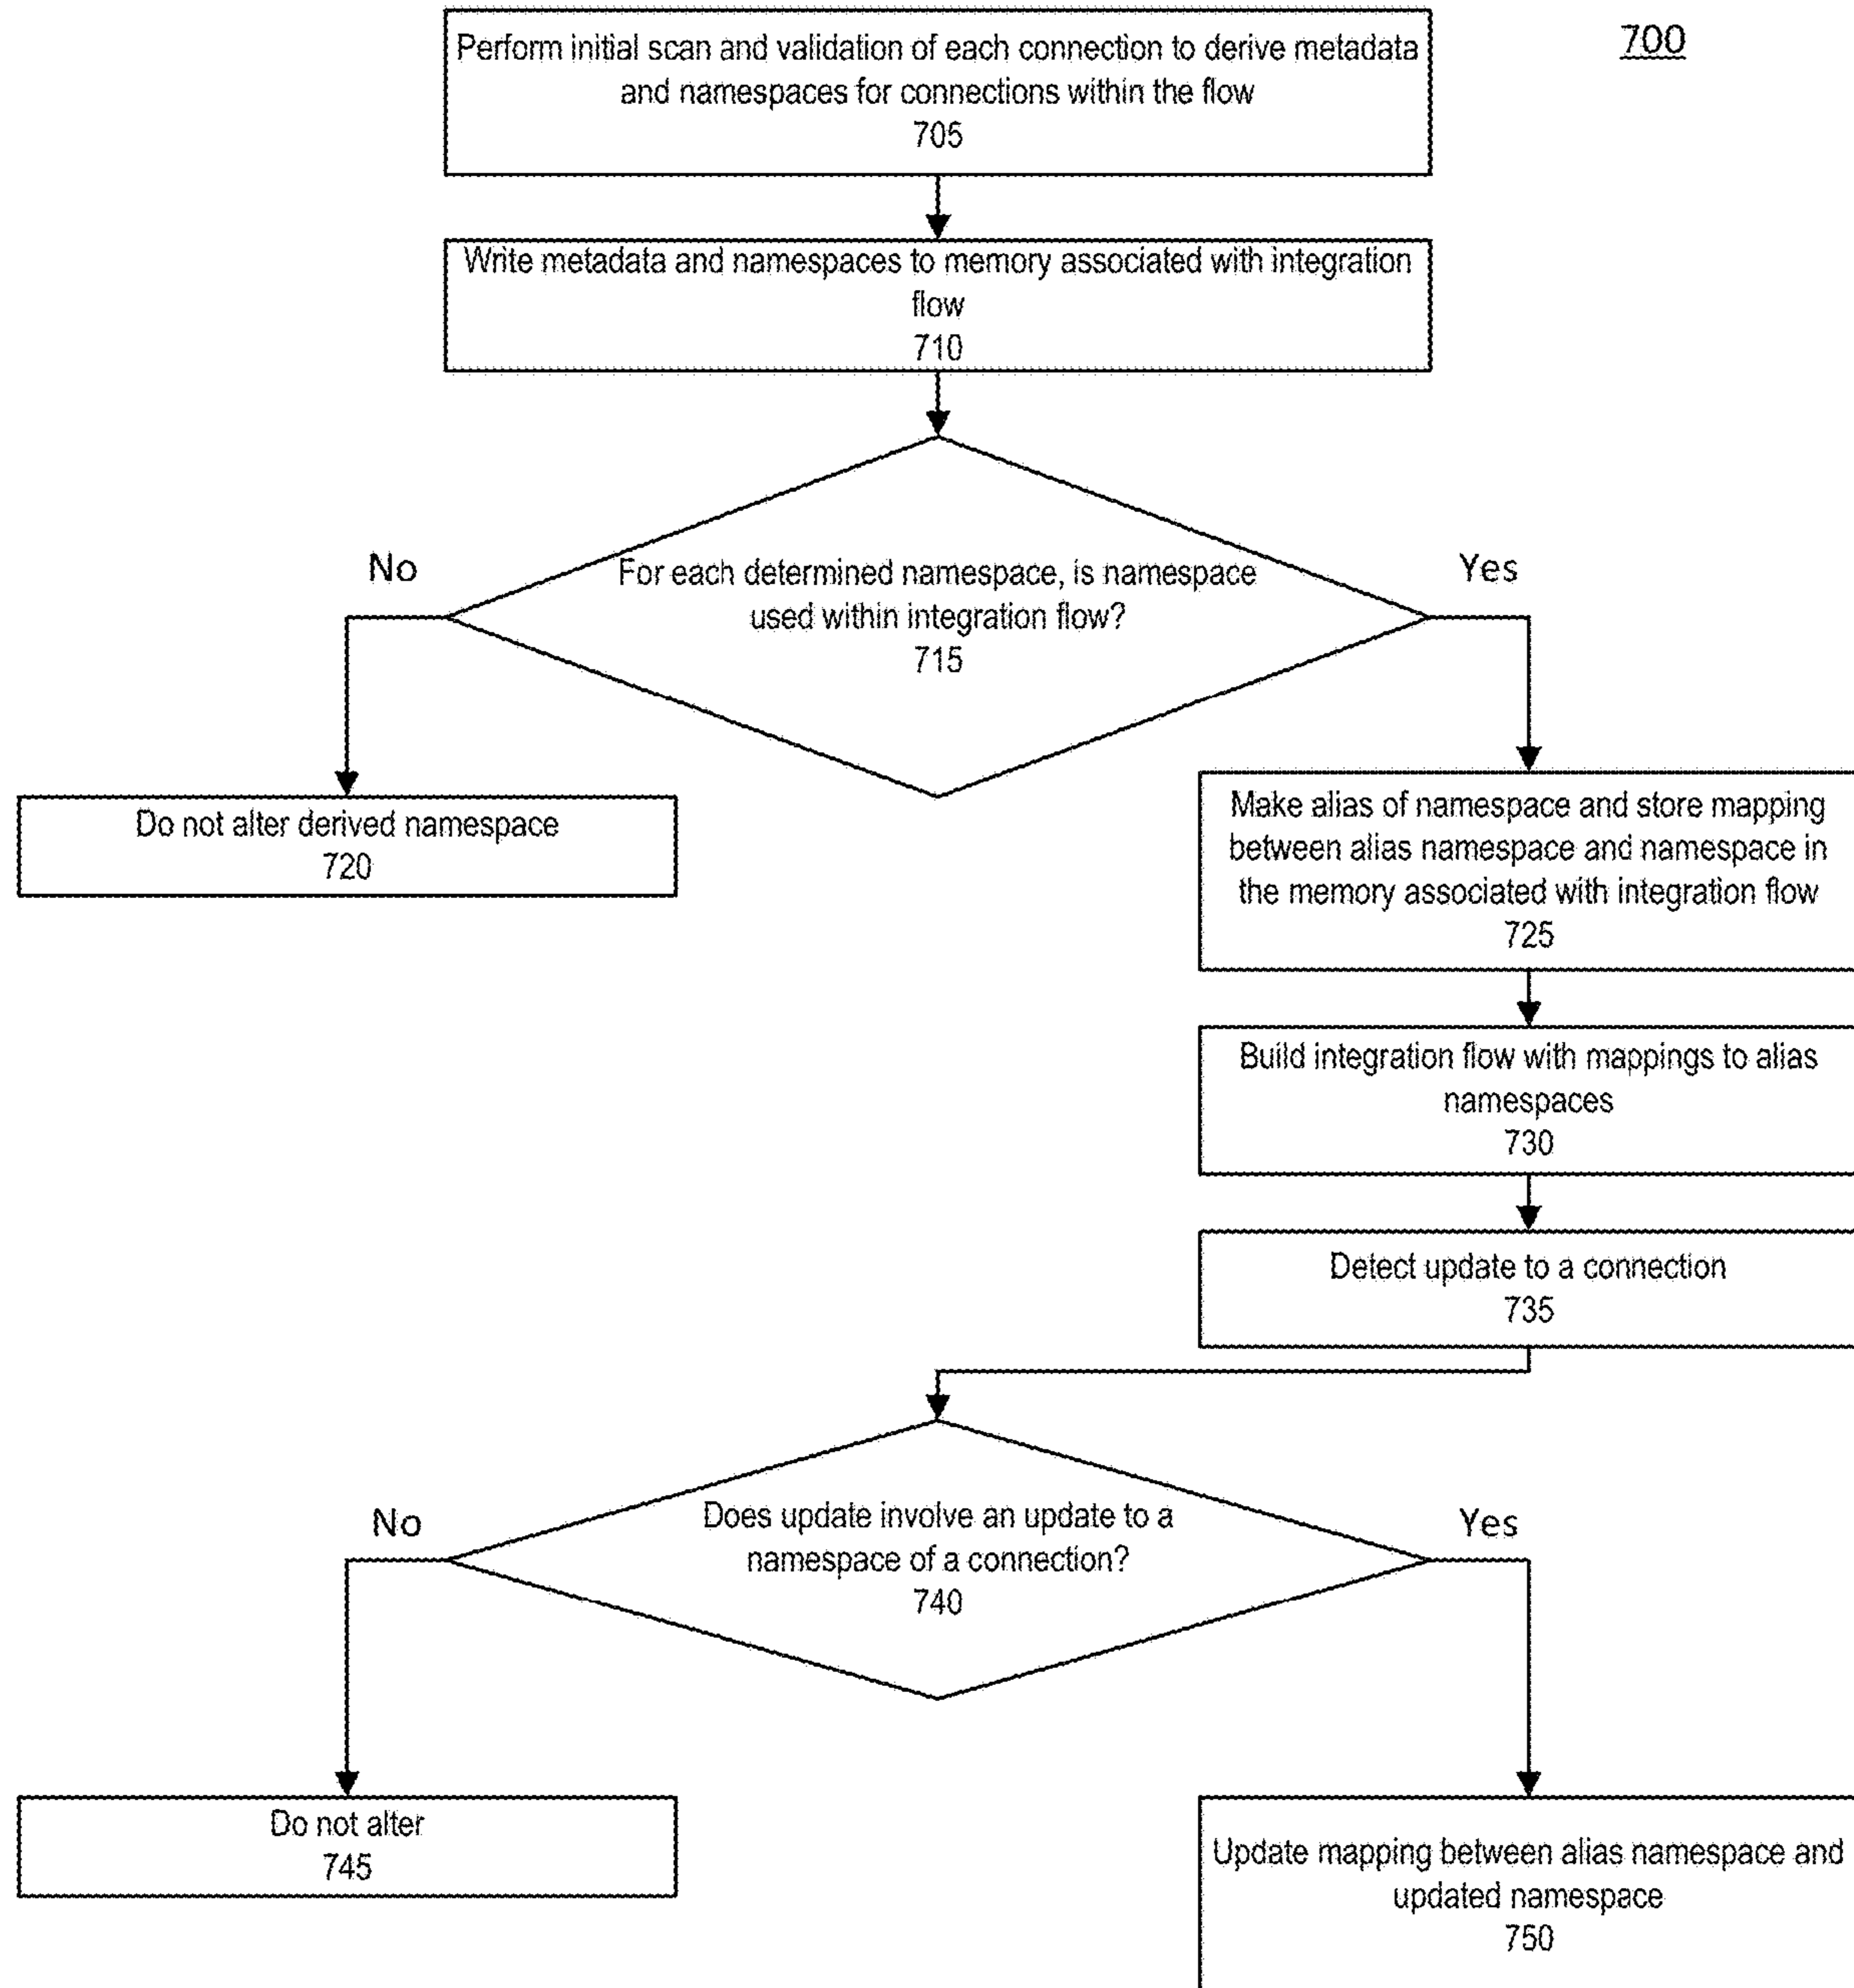 700
Perform initial scan and validation of each connection to derive metadata
and namespaces for connections within the flow
705
Write metadata and namespaces to memory associated with integration
flow
710
No
Yes
For each determined namespace, is namespace
used within integration flow?
715
Do not alter derived namespace
720
Make alias of namespace and store mapping
between alias namespace and namespace in
the memory associated with integration flow
725
Build integration flow with mappings to alias
namespaces
730
Detect update to a connection
735
No
Yes
Does update involve an update to a
namespace of a connection?
740
Do not alter
745
Update mapping between alias namespace and
updated namespace
750